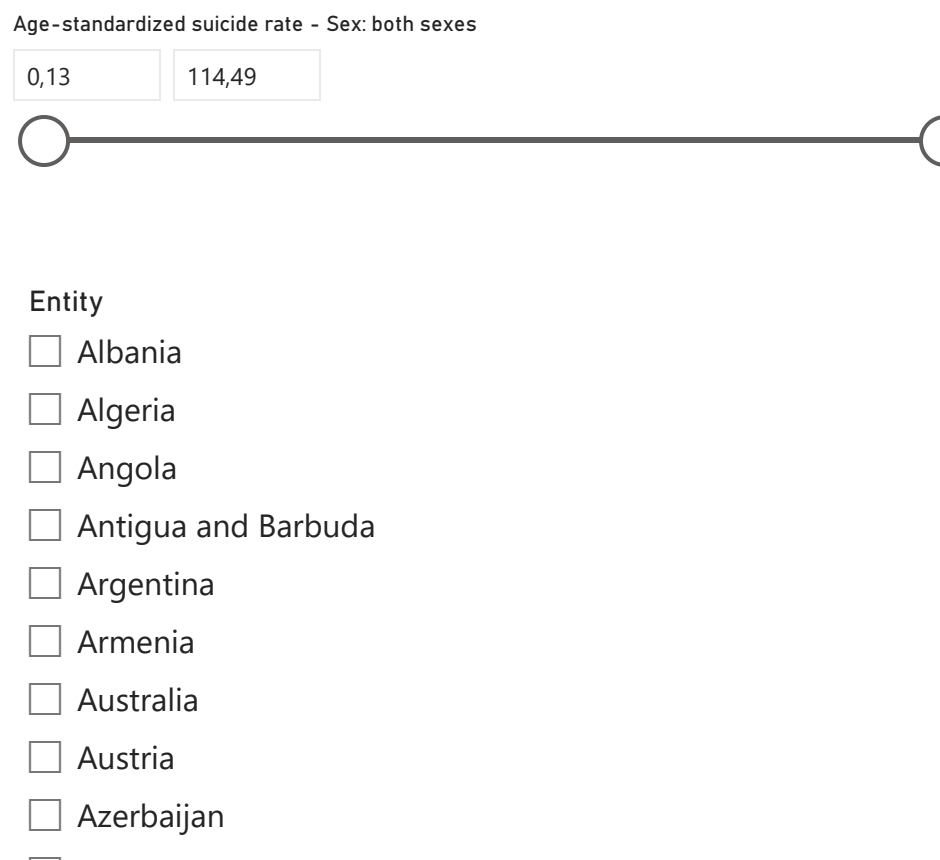 Age-standardized suicide rate - Sex: both sexes
0,13 114,49
Entity
Albania
Algeria
Angola
Antigua and Barbuda
Argentina
Armenia
Australia
Austria
Azerbaijan